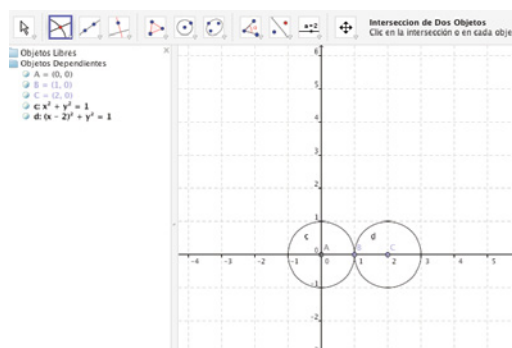 a=2
Interseccion de Dos Objetos
Clic en la intersección o en cada obje
Objetos Libres
Objetos Dependientes
A = (0, 0)
B = (1, 0)
C = (2, 0)
c: x² + y² = 1
d: (x – 2)² + y² = 1
6
5
4
3
2
1
c
d
A
B
C
0
-4
-3
-2
-1
0
1
2
3
4
5
-1
-2